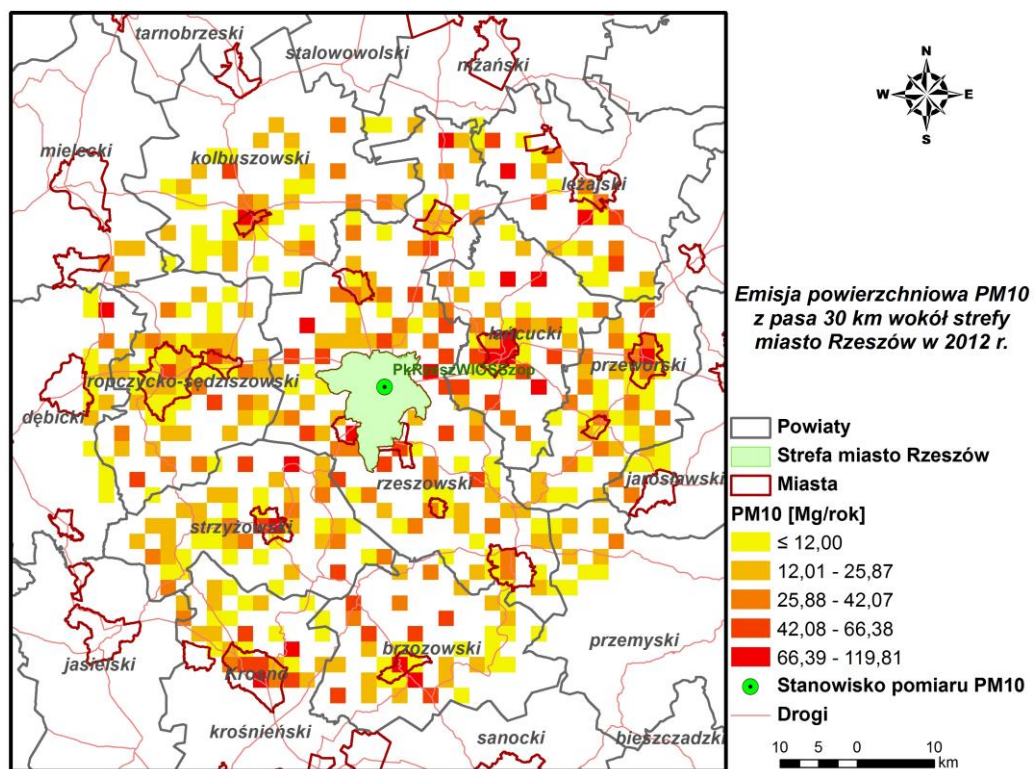 tarnobrzeski
stalowowolski
niżański
mielecki
kolbuszowski
leżajski
łańcucki
PkRzeszWIOSSzop
przeworski
ropczycko-sędziszowski
dębicki
rzeszowski
jarosławski
strzyżowski
brzozowski
przemyski
jasielski
Krosno
krośnieński
sanocki
bieszczadzki
N
W
E
S
Emisja powierzchniowa PM10
z pasa 30 km wokół strefy
miasto Rzeszów w 2012 r.
Powiaty
Strefa miasto Rzeszów
Miasta
PM10 [Mg/rok]
≤ 12,00
12,01 - 25,87
25,88 - 42,07
42,08 - 66,38
66,39 - 119,81
Stanowisko pomiaru PM10
Drogi
10 5 0 10
km